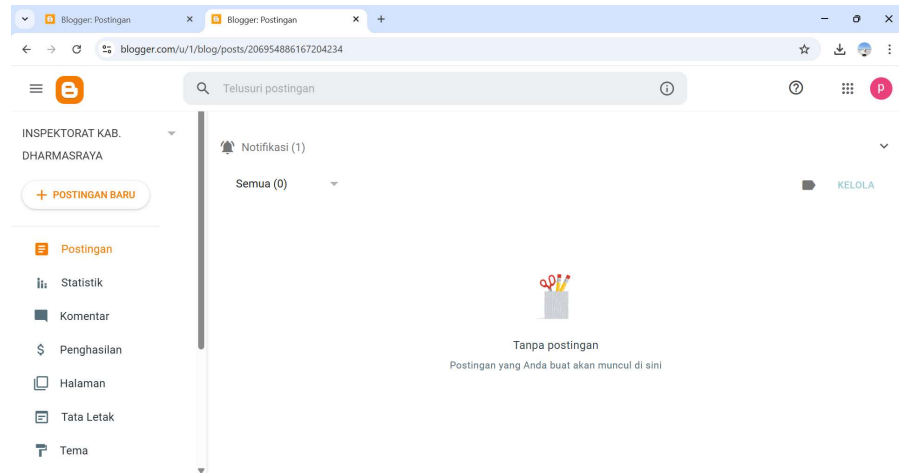 Blogger: Postingan
Blogger: Postingan
blogger.com/u/1/blog/posts/206954886167204234
Telusuri postingan
P
INSPEKTORAT KAB.
DHARMASRAYA
Notifikasi (1)
Semua (0)
KELOLA
+ POSTINGAN BARU
Postingan
Statistik
Komentar
Penghasilan
Halaman
Tata Letak
Tema
Tanpa postingan
Postingan yang Anda buat akan muncul di sini